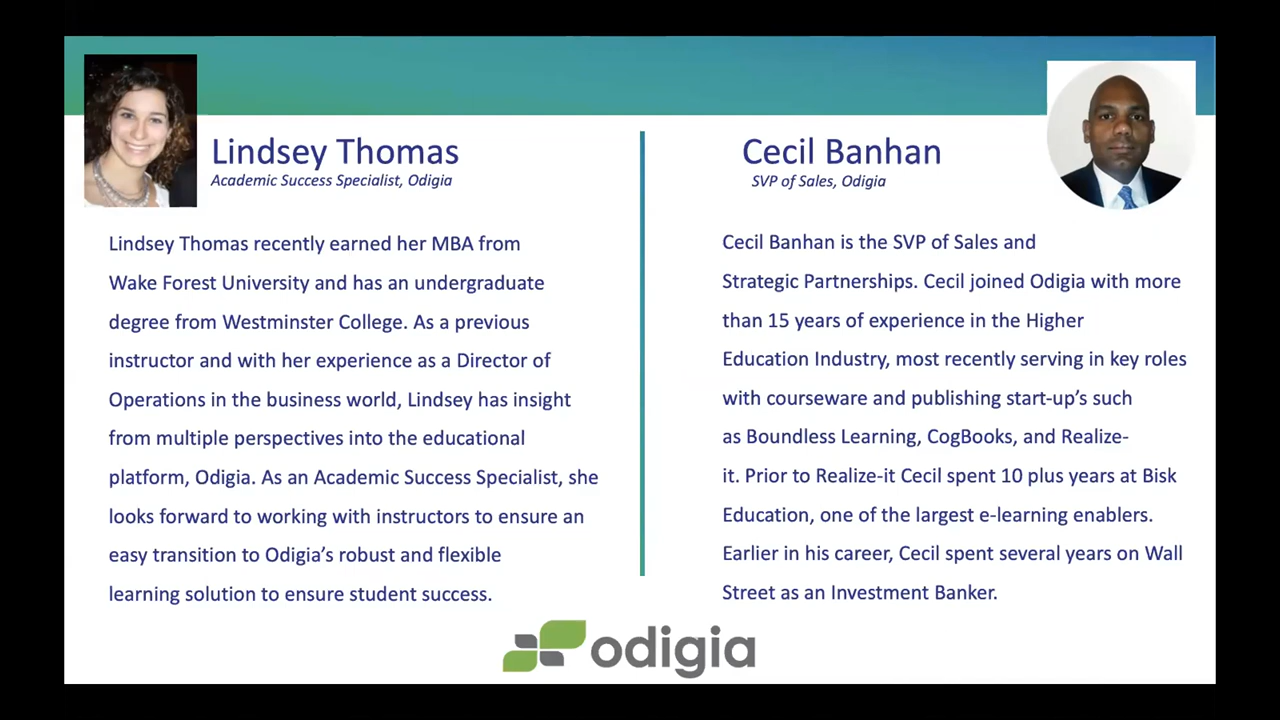 Lindsey Thomas
Academic Success Specialist, Odigia
Lindsey Thomas recently earned her MBA from
Wake Forest University and has an undergraduate
degree from Westminster College. As a previous
instructor and with her experience as a Director of
Operations in the business world, Lindsey has insight
from multiple perspectives into the educational
platform, Odigia. As an Academic Success Specialist, she
looks forward to working with instructors to ensure an
easy transition to Odigia’s robust and flexible
learning solution to ensure student success.
Cecil Banhan
SVP of Sales, Odigia
Cecil Banhan is the SVP of Sales and
Strategic Partnerships. Cecil joined Odigia with more
than 15 years of experience in the Higher
Education Industry, most recently serving in key roles
with courseware and publishing start-up’s such
as Boundless Learning, CogBooks, and Realize-
it. Prior to Realize-it Cecil spent 10 plus years at Bisk
Education, one of the largest e-learning enablers.
Earlier in his career, Cecil spent several years on Wall
Street as an Investment Banker.
odigia